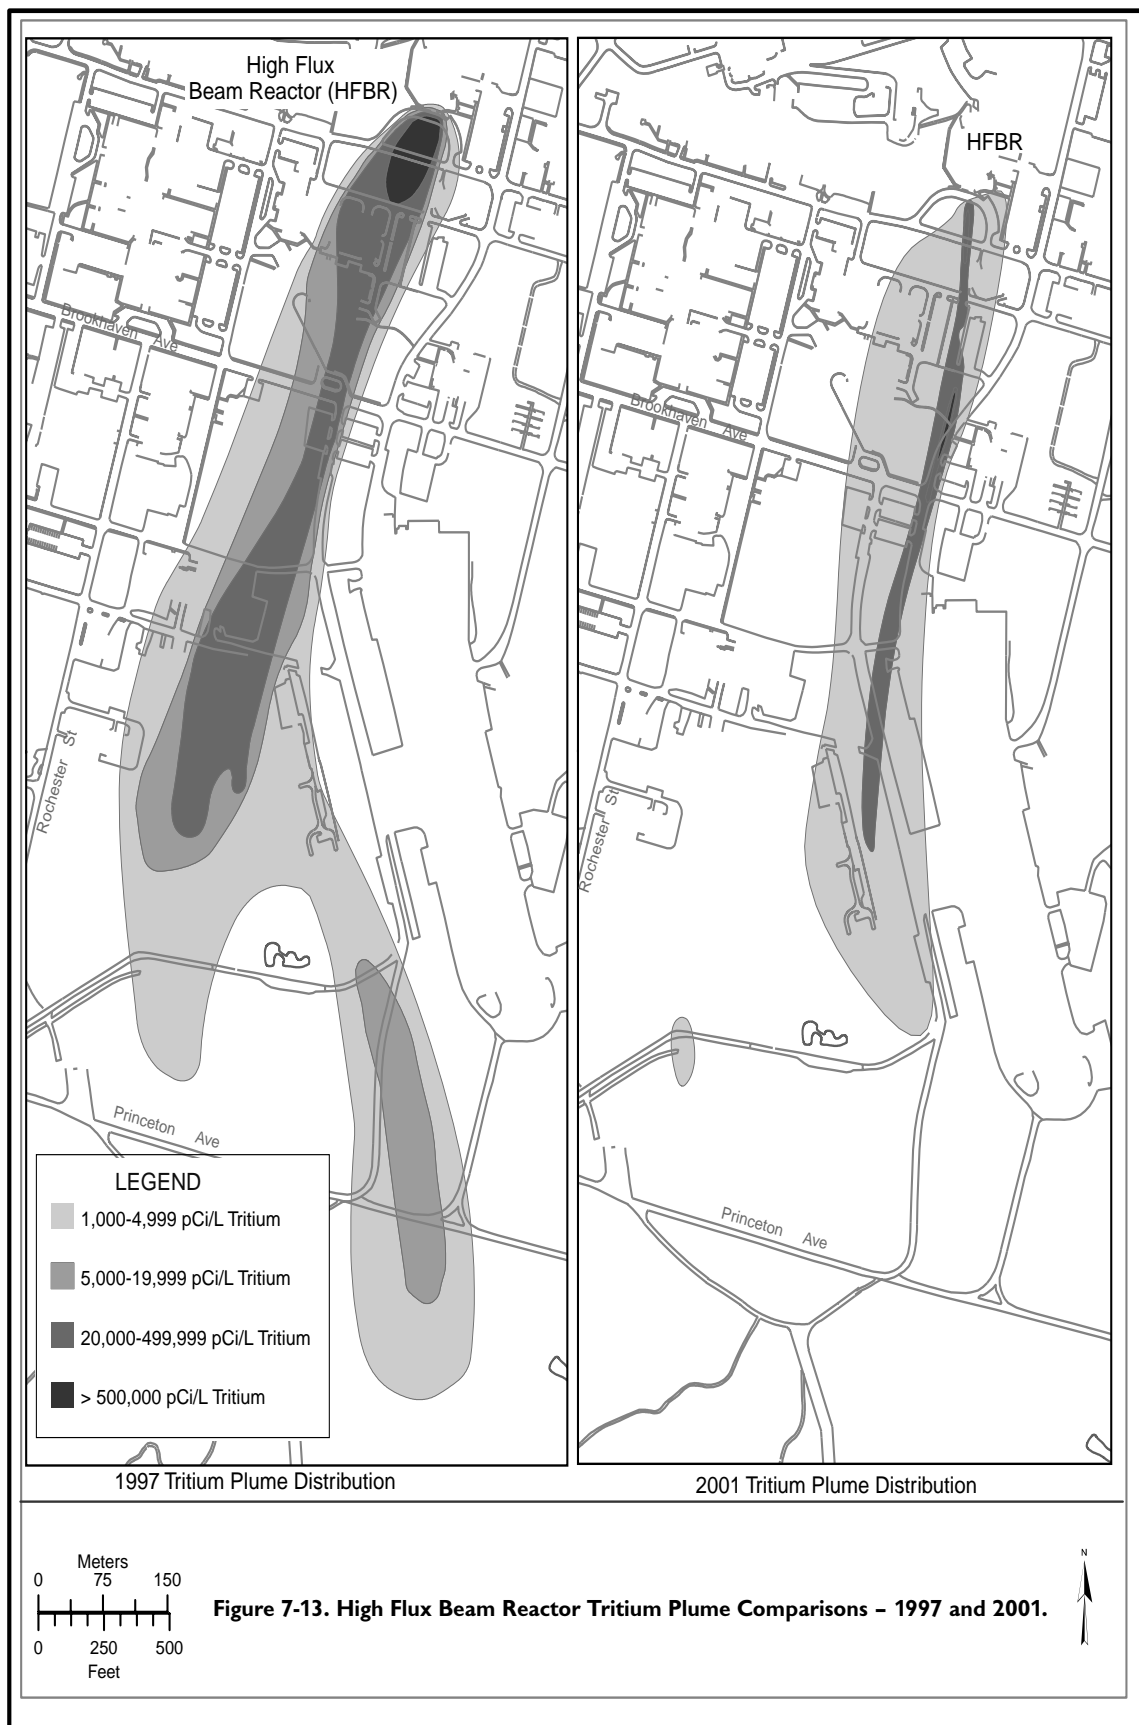 High Flux
Beam Reactor (HFBR)
Brookhaven Ave
Rochester St
Princeton Ave
LEGEND
1,000-4,999 pCi/L Tritium
5,000-19,999 pCi/L Tritium
20,000-499,999 pCi/L Tritium
> 500,000 pCi/L Tritium
1997 Tritium Plume Distribution
HFBR
Brookhaven Ave
Rochester St
Princeton Ave
2001 Tritium Plume Distribution
Meters
0 75 150
0 250 500
Feet
Figure 7-13. High Flux Beam Reactor Tritium Plume Comparisons – 1997 and 2001.
N